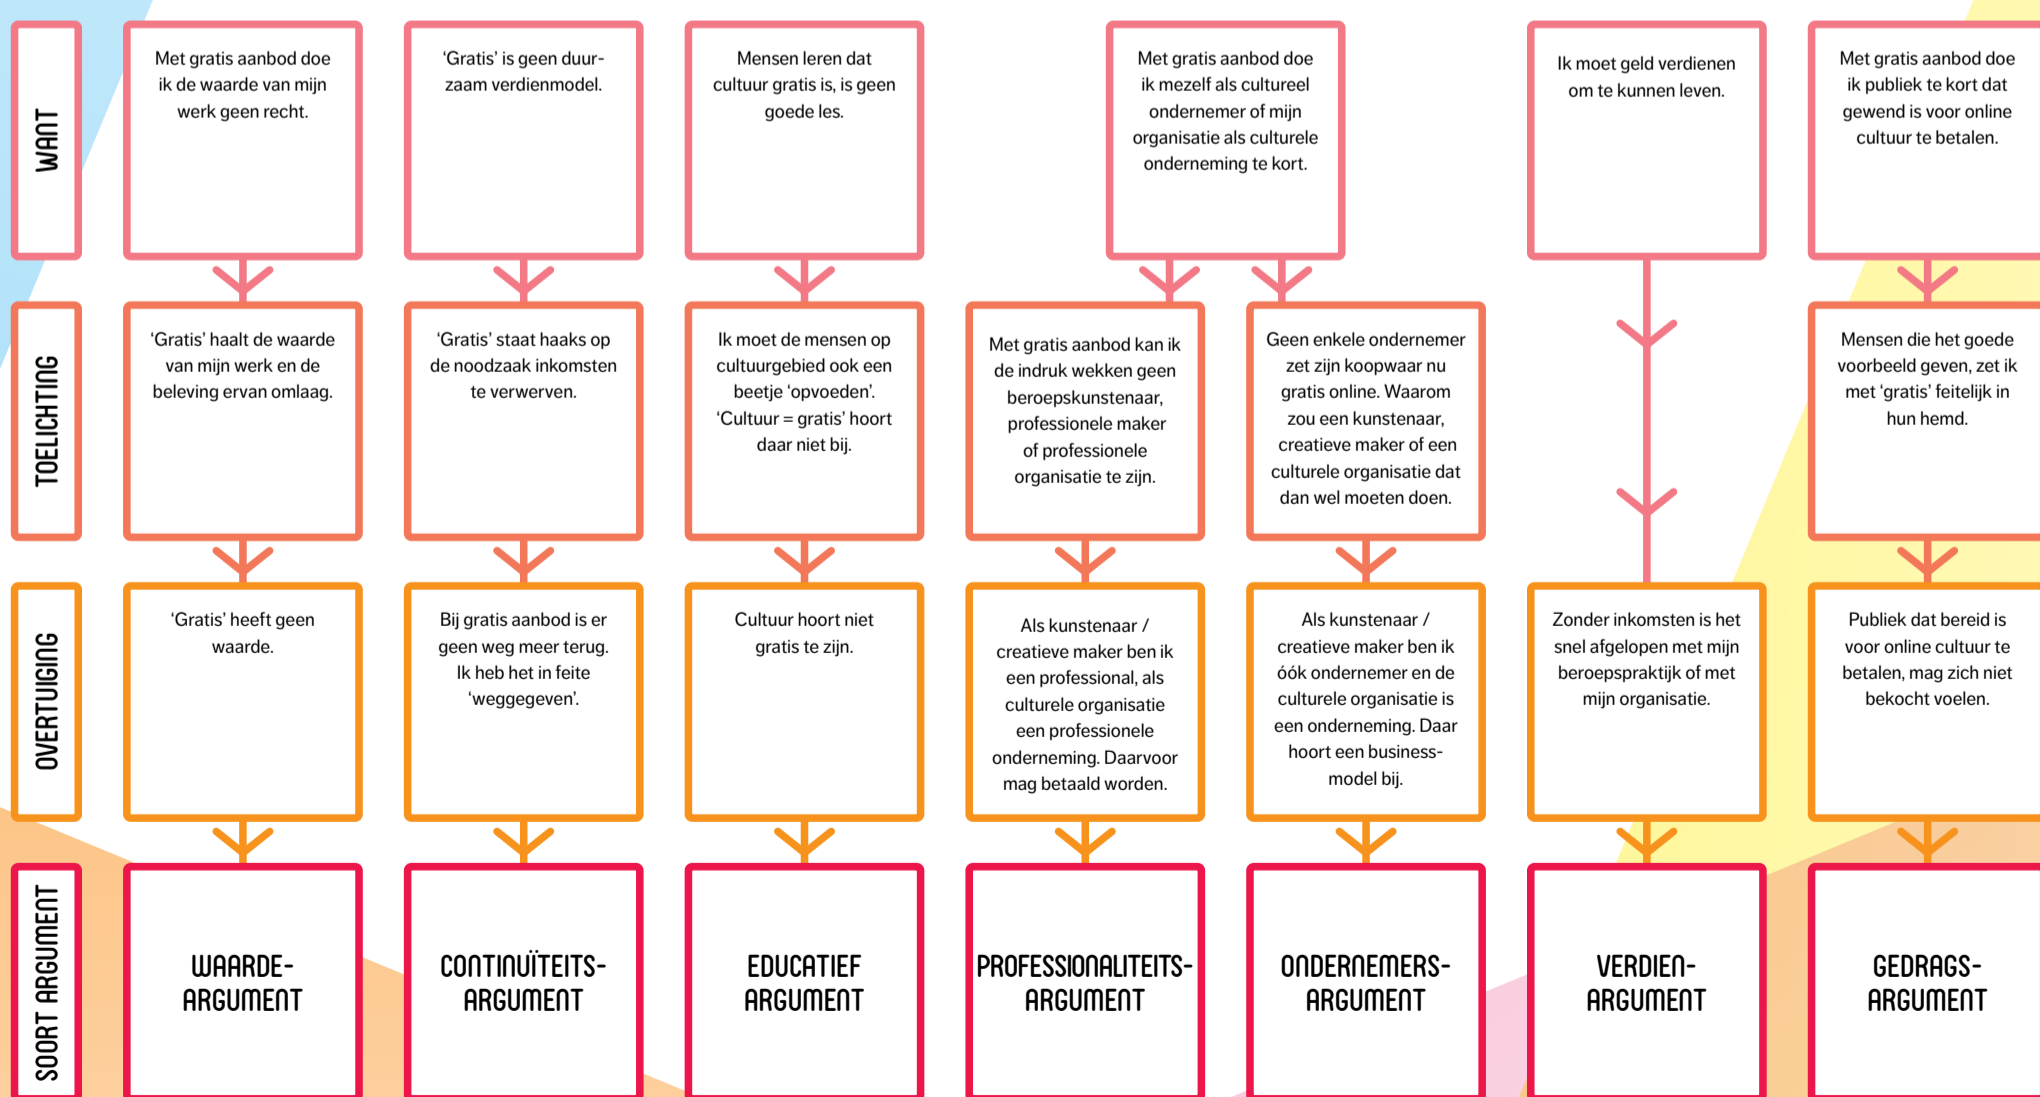 WANT
Met gratis aanbod doe
ik de waarde van mijn
werk geen recht.
‘Gratis’ is geen duur-
zaam verdienmodel.
Mensen leren dat
cultuur gratis is, is geen
goede les.
Met gratis aanbod doe
ik mezelf als cultureel
ondernemer of mijn
organisatie als culturele
onderneming te kort.
Ik moet geld verdienen
om te kunnen leven.
Met gratis aanbod doe
ik publiek te kort dat
gewend is voor online
cultuur te betalen.
TOELICHTING
‘Gratis’ haalt de waarde
van mijn werk en de
beleving ervan omlaag.
‘Gratis’ staat haaks op
de noodzaak inkomsten
te verwerven.
Ik moet de mensen op
cultuurgebied ook een
beetje ‘opvoeden’.
‘Cultuur = gratis’ hoort
daar niet bij.
Met gratis aanbod kan ik
de indruk wekken geen
beroepskunstenaar,
professionele maker
of professionele
organisatie te zijn.
Geen enkele ondernemer
zet zijn koopwaar nu
gratis online. Waarom
zou een kunstenaar,
creatieve maker of een
culturele organisatie dat
dan wel moeten doen.
Mensen die het goede
voorbeeld geven, zet ik
met ‘gratis’ feitelijk in
hun hemd.
OVERTUIGING
‘Gratis’ heeft geen
waarde.
Bij gratis aanbod is er
geen weg meer terug.
Ik heb het in feite
‘weggegeven’.
Cultuur hoort niet
gratis te zijn.
Als kunstenaar /
creatieve maker ben ik
een professional, als
culturele organisatie
een professionele
onderneming. Daarvoor
mag betaald worden.
Als kunstenaar /
creatieve maker ben ik
óók ondernemer en de
culturele organisatie is
een onderneming. Daar
hoort een business-
model bij.
Zonder inkomsten is het
snel afgelopen met mijn
beroepspraktijk of met
mijn organisatie.
Publiek dat bereid is
voor online cultuur te
betalen, mag zich niet
bekocht voelen.
SOORT ARGUMENT
WAARDE-
ARGUMENT
CONTINUÏTEITS-
ARGUMENT
EDUCATIEF
ARGUMENT
PROFESSIONALITEITS-
ARGUMENT
ONDERNEMERS-
ARGUMENT
VERDIEN-
ARGUMENT
GEDRAGS-
ARGUMENT